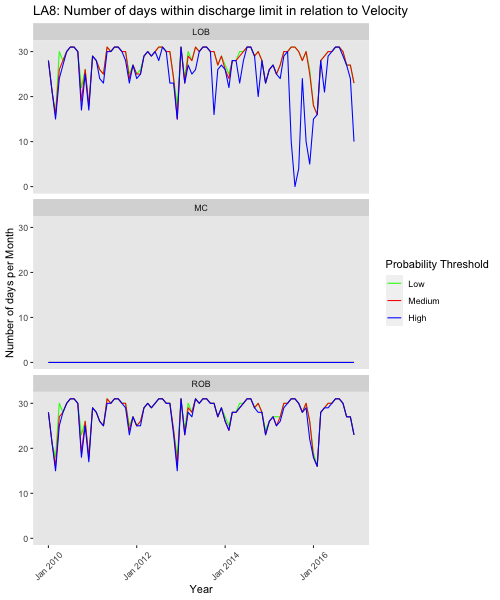 LA8: Number of days within discharge limit in relation to Velocity
LOB
30
20
10
0
MC
30
20
10
0
ROB
30
20
10
0
Number of days per Month
Jan 2010
Jan 2012
Jan 2014
Jan 2016
Year
Probability Threshold
Low
Medium
High